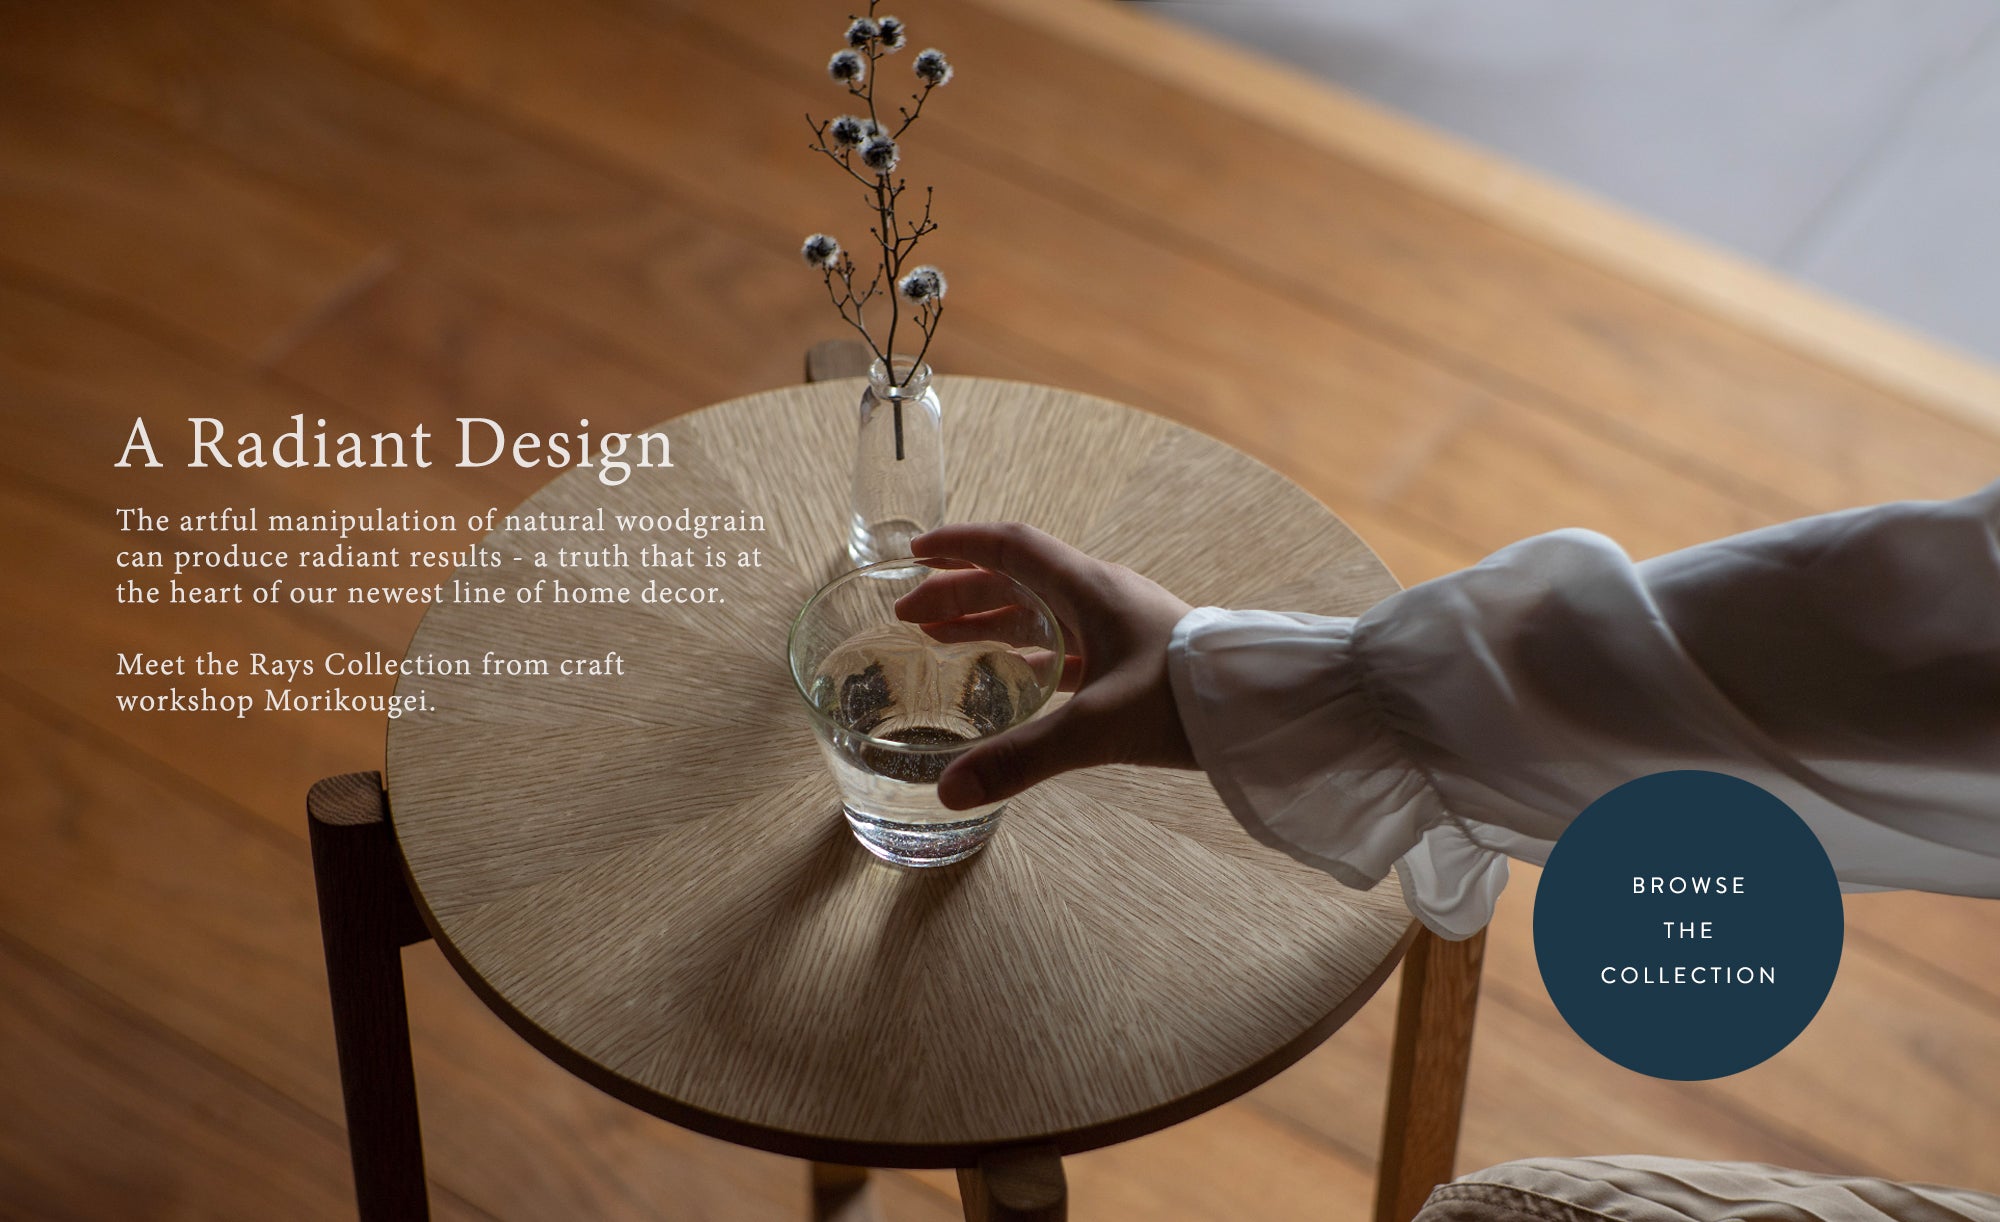 A Radiant Design
The artful manipulation of natural woodgrain
can produce radiant results - a truth that is at
the heart of our newest line of home decor.
Meet the Rays Collection from craft
workshop Morikougei.
BROWSE
THE
COLLECTION